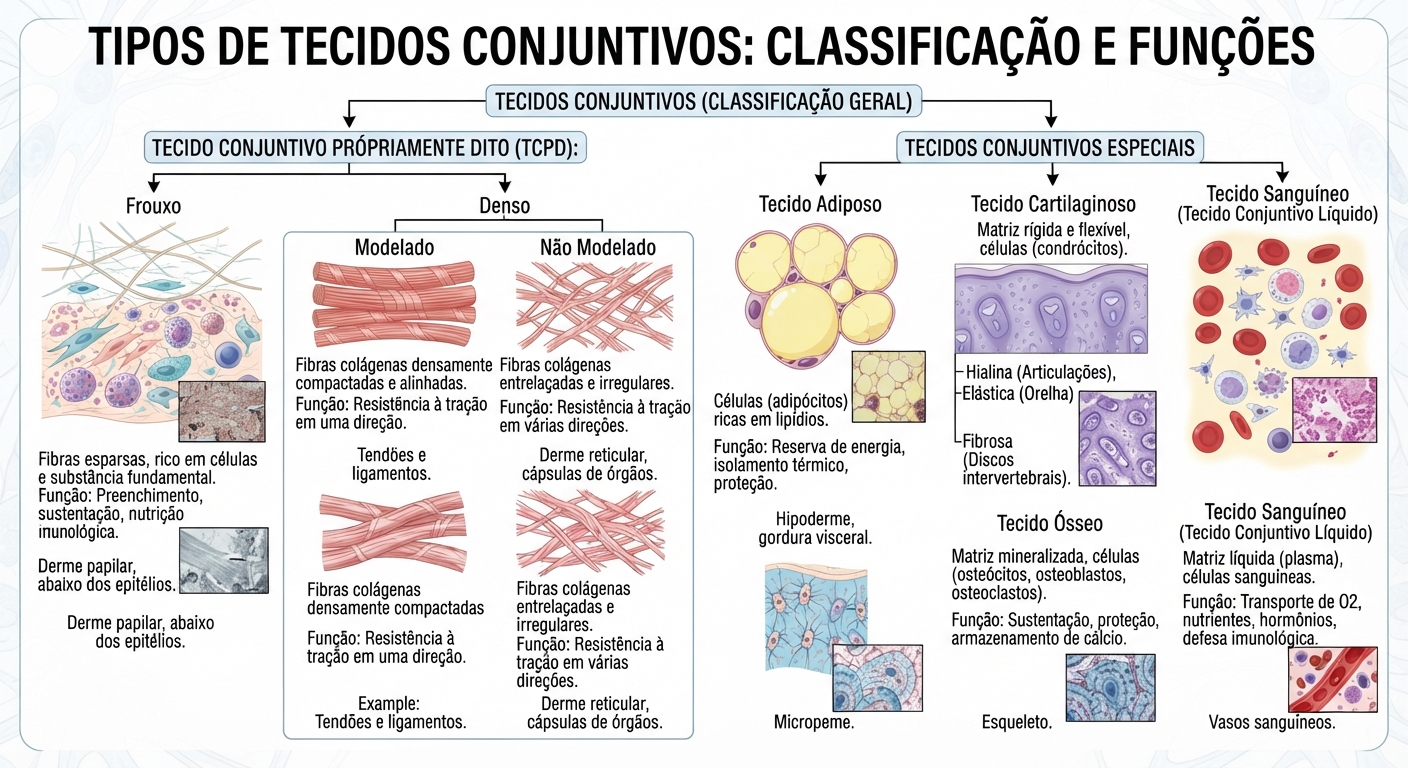 TIPOS DE TECIDOS CONJUNTIVOS: CLASSIFICAÇÃO E FUNÇÕES
TECIDOS CONJUNTIVOS (CLASSIFICAÇÃO GERAL)
TECIDO CONJUNTIVO PRÓPRIAMENTE DITO (TCPD):
Frouxo
Fibras esparsas, rico em células
e substância fundamental.
Função: Preenchimento,
sustentação, nutrição
imunológica.
Derme papilar,
abaixo dos epitélios.
Derme papilar, abaixo
dos epitélios.
Denso
Modelado
Fibras colágenas densamente
compactadas e alinhadas.
Função: Resistência à tração
em uma direção.
Tendões e
ligamentos.
Fibras colágenas
densamente compactadas
Função: Resistência à
tração em uma direção.
Example:
Tendões e ligamentos.
Não Modelado
Fibras colágenas
entrelaçadas e irregulares.
Função: Resistência à tração
em várias direções.
Derme reticular,
cápsulas de órgãos.
Fibras colágenas
entrelaçadas e
irregulares.
Função: Resistência à
tração em várias
direções.
Derme reticular,
cápsulas de órgãos.
TECIDOS CONJUNTIVOS ESPECIAIS
Tecido Adiposo
Células (adipócitos)
ricas em lipídios.
Função: Reserva de energia,
isolamento térmico,
proteção.
Hipoderme,
gordura visceral.
Micropeme.
Tecido Cartilaginoso
Matriz rígida e flexível,
células (condrócitos).
Hialina (Articulações),
Elástica (Orelha)
Fibrosa
(Discos
intervertebrais).
Tecido Ósseo
Matriz mineralizada, células
(osteócitos, osteoblastos,
osteoclastos).
Função: Sustentação, proteção,
armazenamento de cálcio.
Esqueleto.
Tecido Sanguíneo
(Tecido Conjuntivo Líquido)
Tecido Sanguíneo
(Tecido Conjuntivo Líquido)
Matriz líquida (plasma),
células sanguineas.
Função: Transporte de O2,
nutrientes, hormônios,
defesa imunológica.
Vasos sanguíneos.